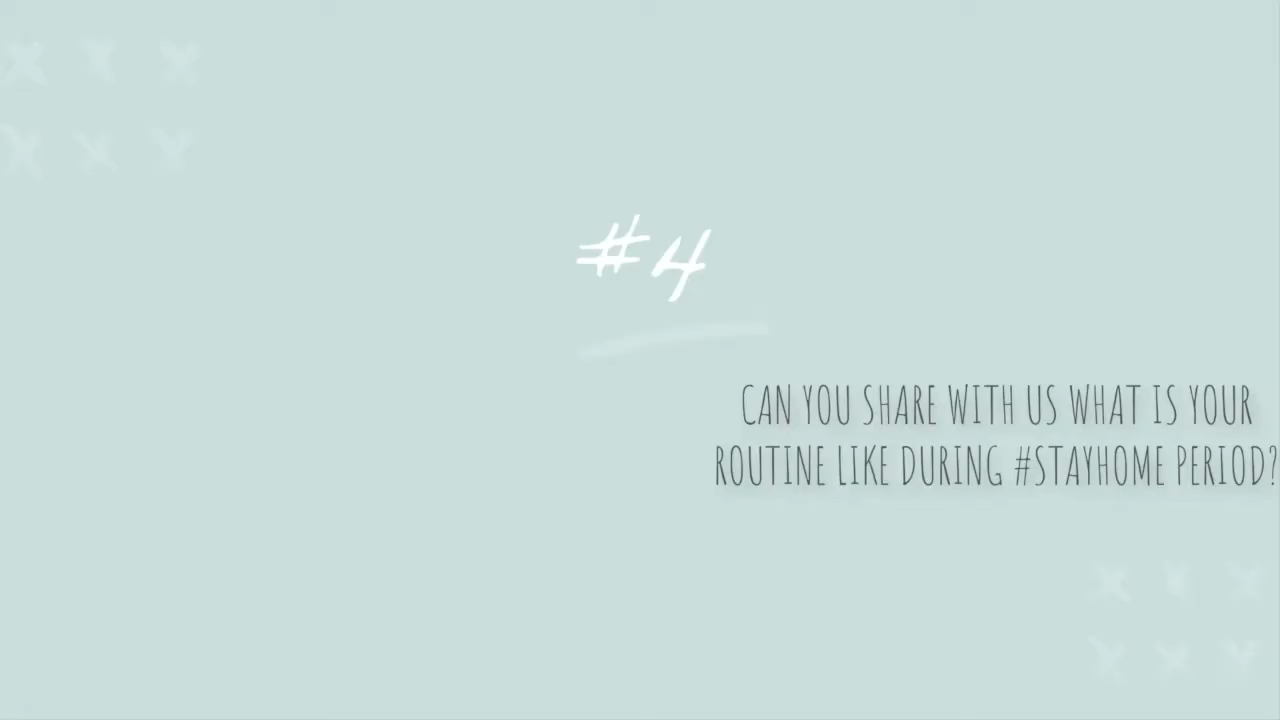 #4
CAN YOU SHARE WITH US WHAT IS YOUR
ROUTINE LIKE DURING #STAYHOME PERIOD?